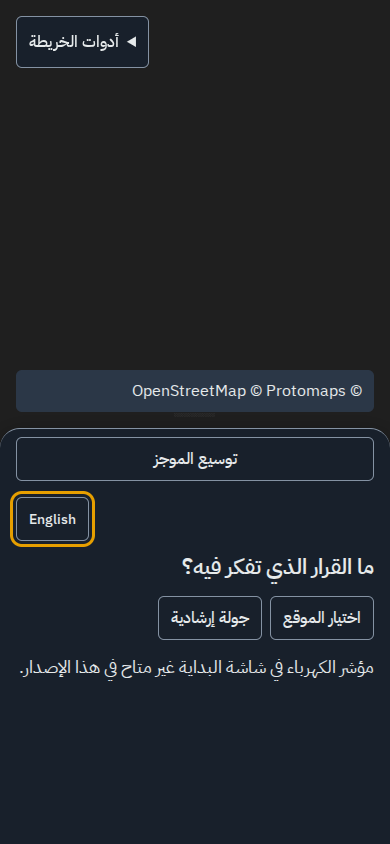 أدوات الخريطة
OpenStreetMap © Protomaps ©
توسيع الموجز
English
ما القرار الذي تفكر فيه؟
اختيار الموقع
جولة إرشادية
مؤشر الكهرباء في شاشة البداية غير متاح في هذا الإصدار.